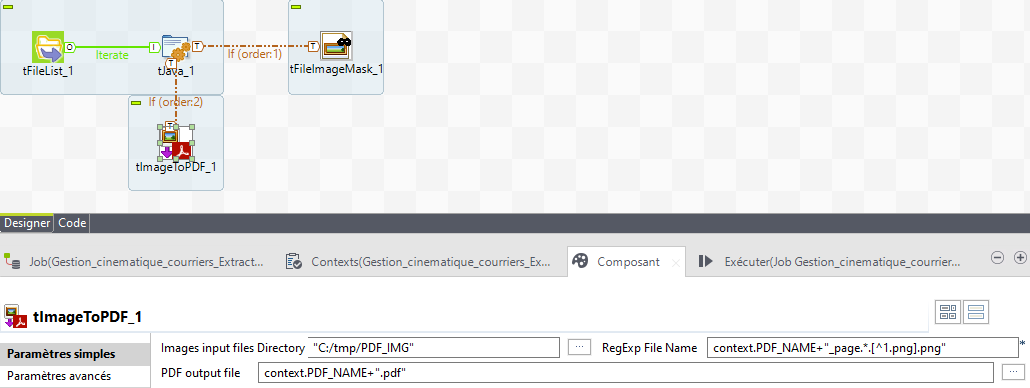 Iterate
If (order:1)
tFileList_1
tJava_1
tFileImageMask_1
If (order:2)
tImageToPDF_1
Designer Code
Job(Gestion_cinematique_courriers_Extract... Contexts(Gestion_cinematique_courriers_Ex... Composant Exécuter(Job Gestion_cinematique_courrier...
tImageToPDF_1
Paramètres simples
Paramètres avancés
Images input files Directory "C:/tmp/PDF_IMG" ... RegExp File Name context.PDF_NAME+"_page.*.[^1.png].png" *
PDF output file context.PDF_NAME+".pdf" ...